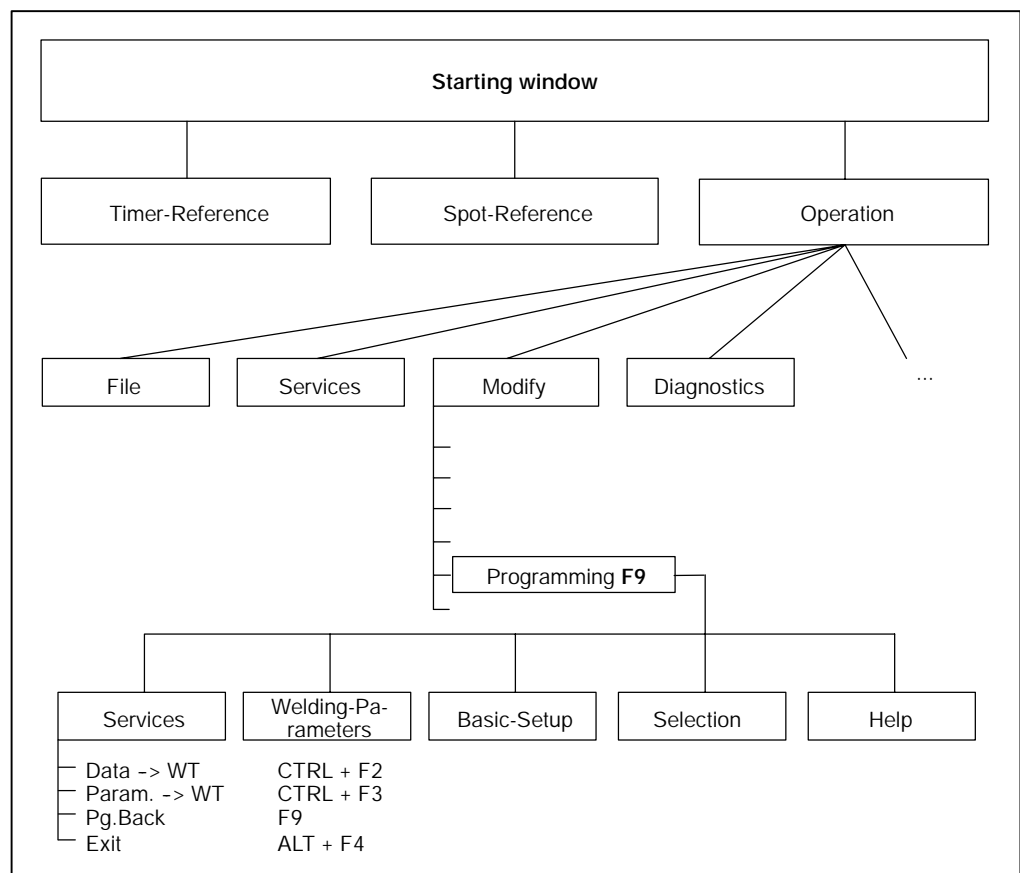 Starting window
Timer-Reference
Spot-Reference
Operation
File
Services
Modify
Diagnostics
...
Programming F9
Services
Welding-Pa-
rameters
Basic-Setup
Selection
Help
Data -> WT CTRL + F2
Param. -> WT CTRL + F3
Pg.Back F9
Exit ALT + F4